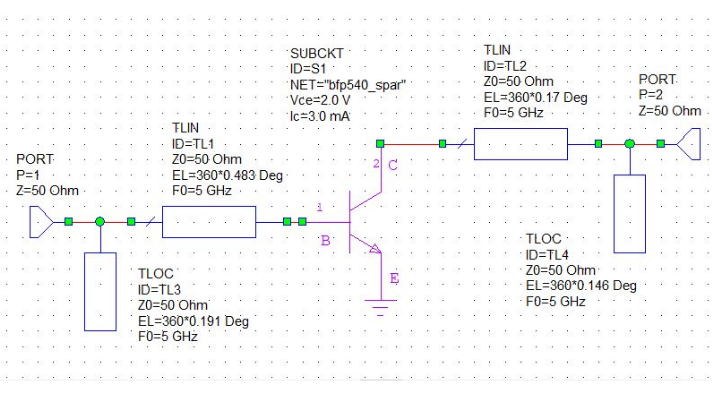 SUBCKT
ID=S1
NET="bfp540_spar"
Vce=2.0 V
Ic=3.0 mA
TLIN
ID=TL2
Z0=50 Ohm
EL=360*0.17 Deg
F0=5 GHz
PORT
P=2
Z=50 Ohm
TLIN
ID=TL1
Z0=50 Ohm
EL=360*0.483 Deg
F0=5 GHz
PORT
P=1
Z=50 Ohm
2
C
1
B
E
TLOC
ID=TL3
Z0=50 Ohm
EL=360*0.191 Deg
F0=5 GHz
TLOC
ID=TL4
Z0=50 Ohm
EL=360*0.146 Deg
F0=5 GHz